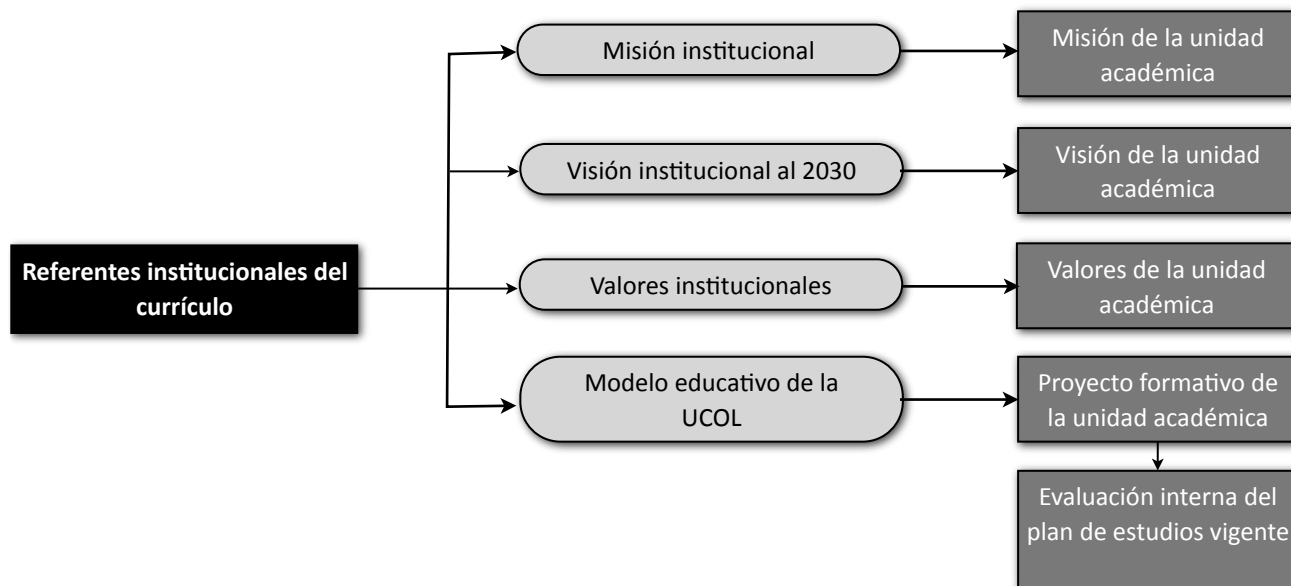 Misión institucional
Misión de la unidad
académica
Visión institucional al 2030
Visión de la unidad
académica
Referentes institucionales del
currículo
Valores institucionales
Valores de la unidad
académica
Modelo educativo de la
UCOL
Proyecto formativo de
la unidad académica
Evaluación interna del
plan de estudios vigente